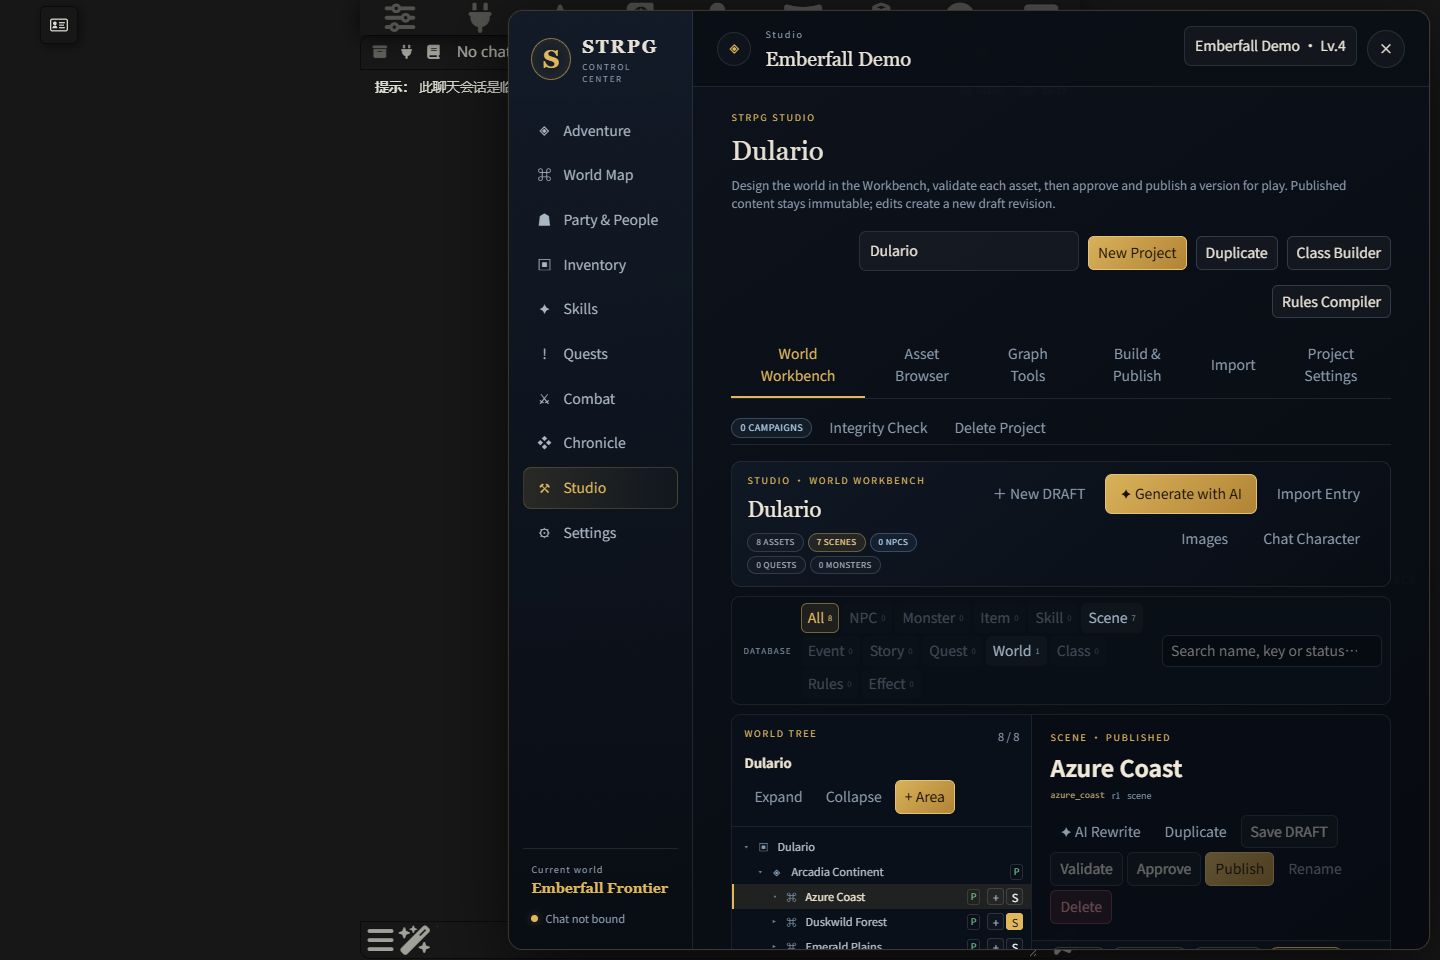 No chat
提示： 此聊天会话是临
S
STRPG
CONTROL
CENTER
Adventure
World Map
Party & People
Inventory
Skills
Quests
Combat
Chronicle
Studio
Settings
Current world
Emberfall Frontier
Chat not bound
Studio
Emberfall Demo
Emberfall Demo • Lv.4
STRPG STUDIO
Dulario
Design the world in the Workbench, validate each asset, then approve and publish a version for play. Published
content stays immutable; edits create a new draft revision.
Dulario
New Project
Duplicate
Class Builder
Rules Compiler
World
Workbench
Asset
Browser
Graph
Tools
Build &
Publish
Import
Project
Settings
0 CAMPAIGNS
Integrity Check
Delete Project
STUDIO • WORLD WORKBENCH
Dulario
8 ASSETS
7 SCENES
0 NPCS
0 QUESTS
0 MONSTERS
+ New DRAFT
✦ Generate with AI
Import Entry
Images
Chat Character
DATABASE
All 8
NPC 0
Monster 0
Item 0
Skill 0
Scene 7
Event 0
Story 0
Quest 0
World 1
Class 0
Rules 0
Effect 0
Search name, key or status⋯
WORLD TREE
8 / 8
Dulario
Expand
Collapse
+ Area
Dulario
Arcadia Continent P
Azure Coast P + S
Duskwild Forest P + S
Emerald Plains P + S
SCENE • PUBLISHED
Azure Coast
azure_coast r1 scene
✦ AI Rewrite
Duplicate
Save DRAFT
Validate
Approve
Publish
Rename
Delete